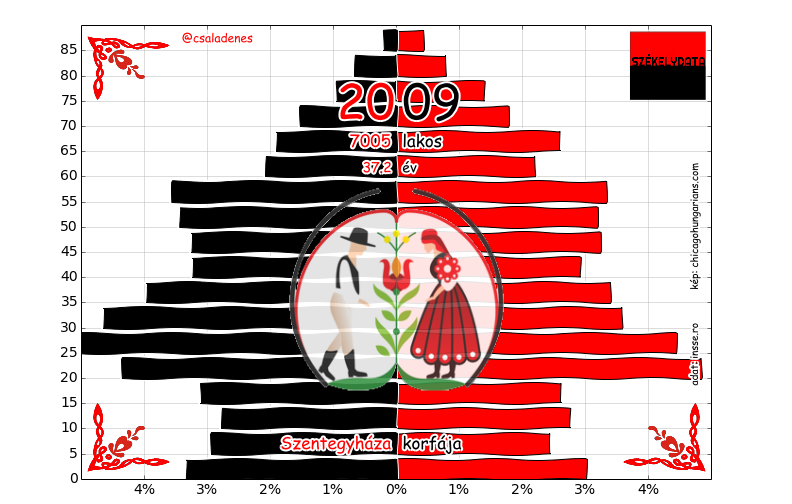 @csaladenes
SZÉKELYDATA
2009
7005 lakos
37.2 év
kép: chicagohungarians.com
adat: insse.ro
Szentegyháza korfája
85
80
75
70
65
60
55
50
45
40
35
30
25
20
15
10
5
0
4% 3% 2% 1% 0% 1% 2% 3% 4%